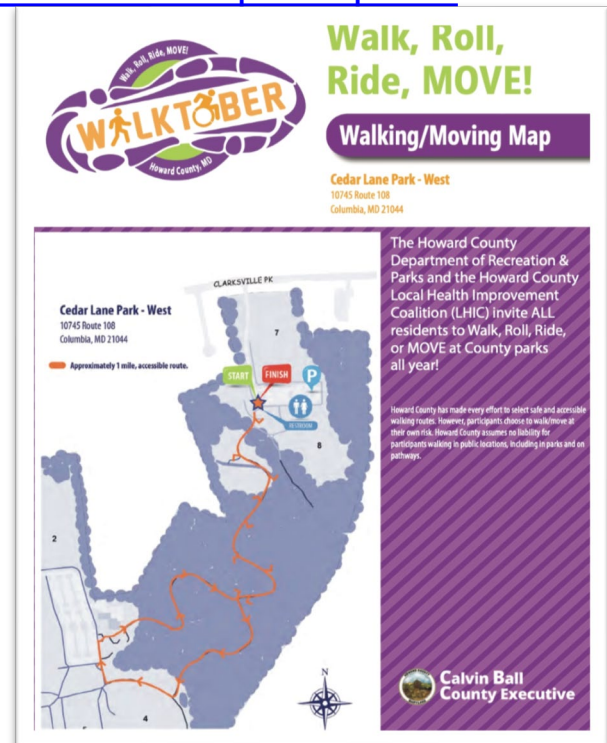 Walk, Roll, Ride, MOVE!
WALKTOBER
Howard County, MD
Walk, Roll,
Ride, MOVE!
Walking/Moving Map
Cedar Lane Park - West
10745 Route 108
Columbia, MD 21044
CLARKSVILLE PK
Cedar Lane Park - West
10745 Route 108
Columbia, MD 21044
Approximately 1 mile, accessible route.
7
START
FINISH
P
RESTROOM
8
2
4
N
The Howard County
Department of Recreation &
Parks and the Howard County
Local Health Improvement
Coalition (LHIC) invite ALL
residents to Walk, Roll, Ride,
or MOVE at County parks
all year!
Howard County has made every effort to select safe and accessible
walking routes. However, participants choose to walk/move at
their own risk. Howard County assumes no liability for
participants walking in public locations, including in parks and on
pathways.
Calvin Ball
County Executive